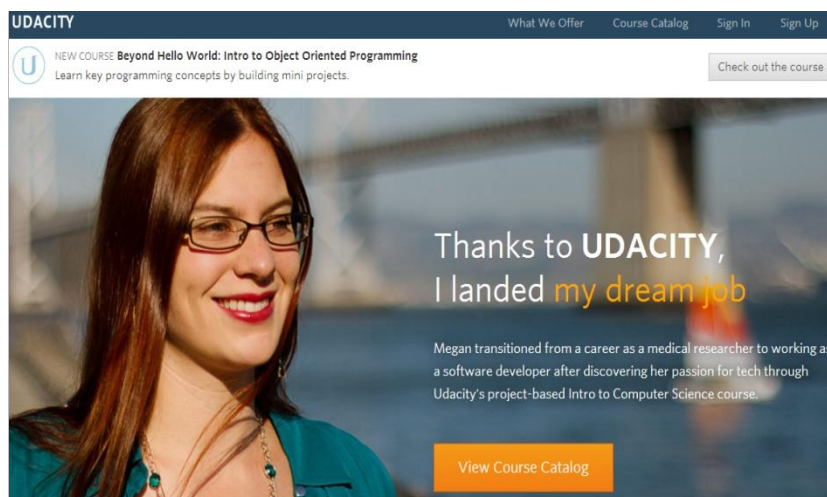 UDACITY What We Offer Course Catalog Sign In Sign Up
U NEW COURSE Beyond Hello World: Intro to Object Oriented Programming
Learn key programming concepts by building mini projects.
Check out the course
Thanks to UDACITY,
I landed my dream job
Megan transitioned from a career as a medical researcher to working as
a software developer after discovering her passion for tech through
Udacity's project-based Intro to Computer Science course.
View Course Catalog